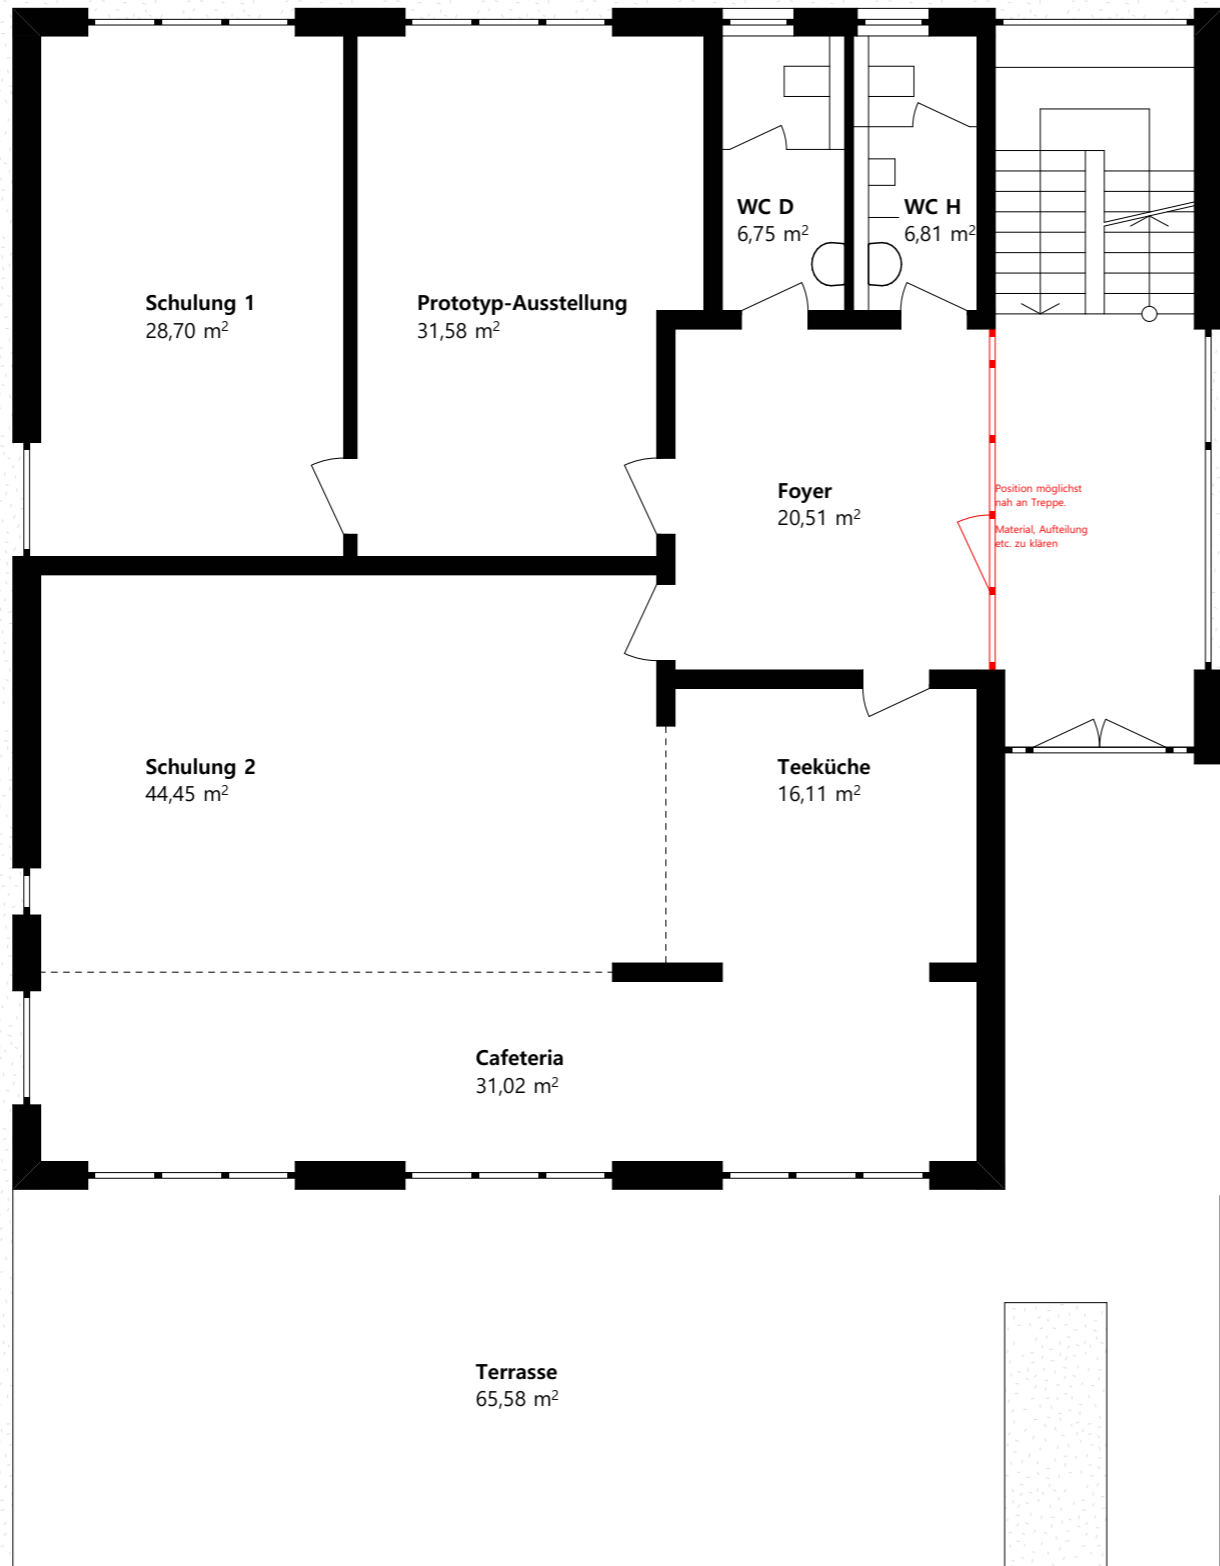 WC D
6,75 m²
WC H
6,81 m²
Schulung 1
28,70 m²
Prototyp-Ausstellung
31,58 m²
Foyer
20,51 m²
Position möglichst
nah an Treppe.
Material, Aufteilung
etc. zu klären
Schulung 2
44,45 m²
Teeküche
16,11 m²
Cafeteria
31,02 m²
Terrasse
65,58 m²